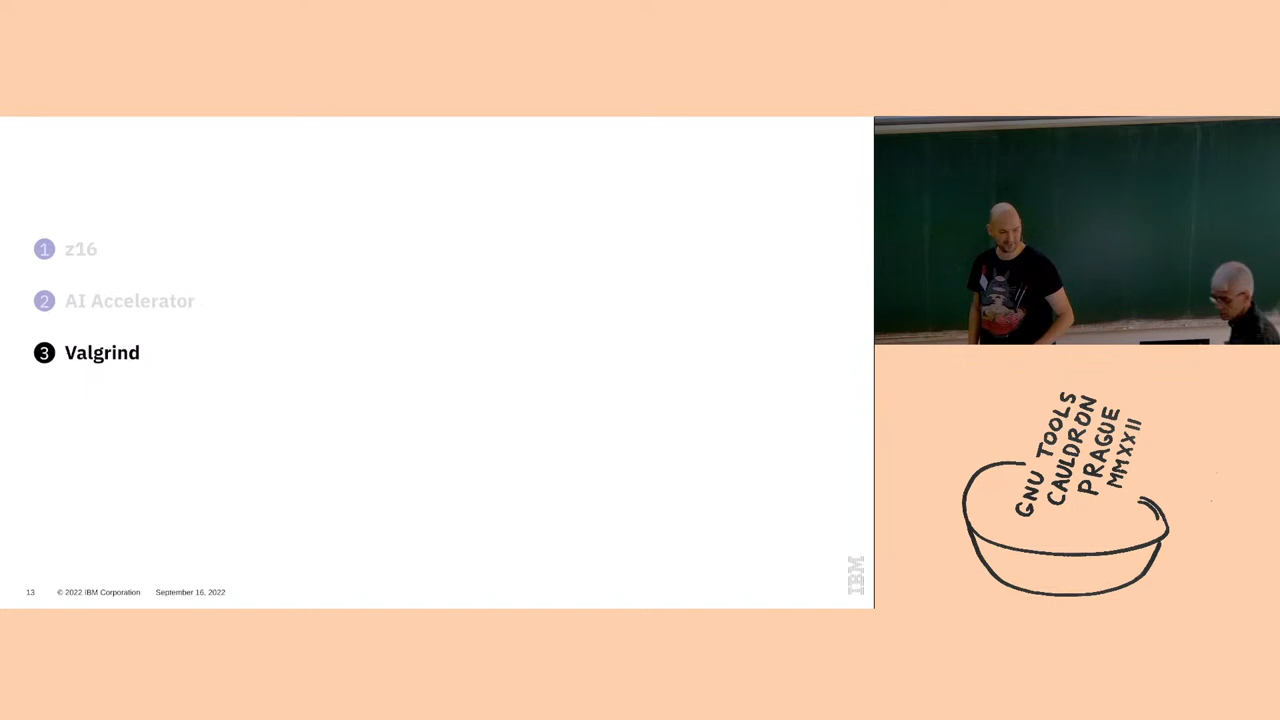 1 z16
2 AI Accelerator
3 Valgrind
13 © 2022 IBM Corporation September 16, 2022
IBM
GNU TOOLS
CAULDRON
PRAGUE
MMXXII